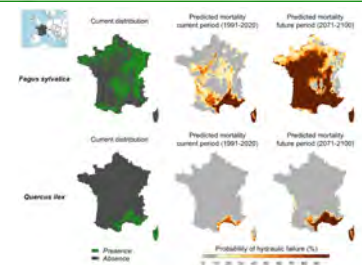 Current distribution
Predicted mortality
current period (1991-2020)
Predicted mortality
future period (2071-2100)
Fagus sylvatica
Current distribution
Predicted mortality
current period (1991-2020)
Predicted mortality
future period (2071-2100)
Quercus ilex
Presence
Absence
Probability of hydraulic failure (%)